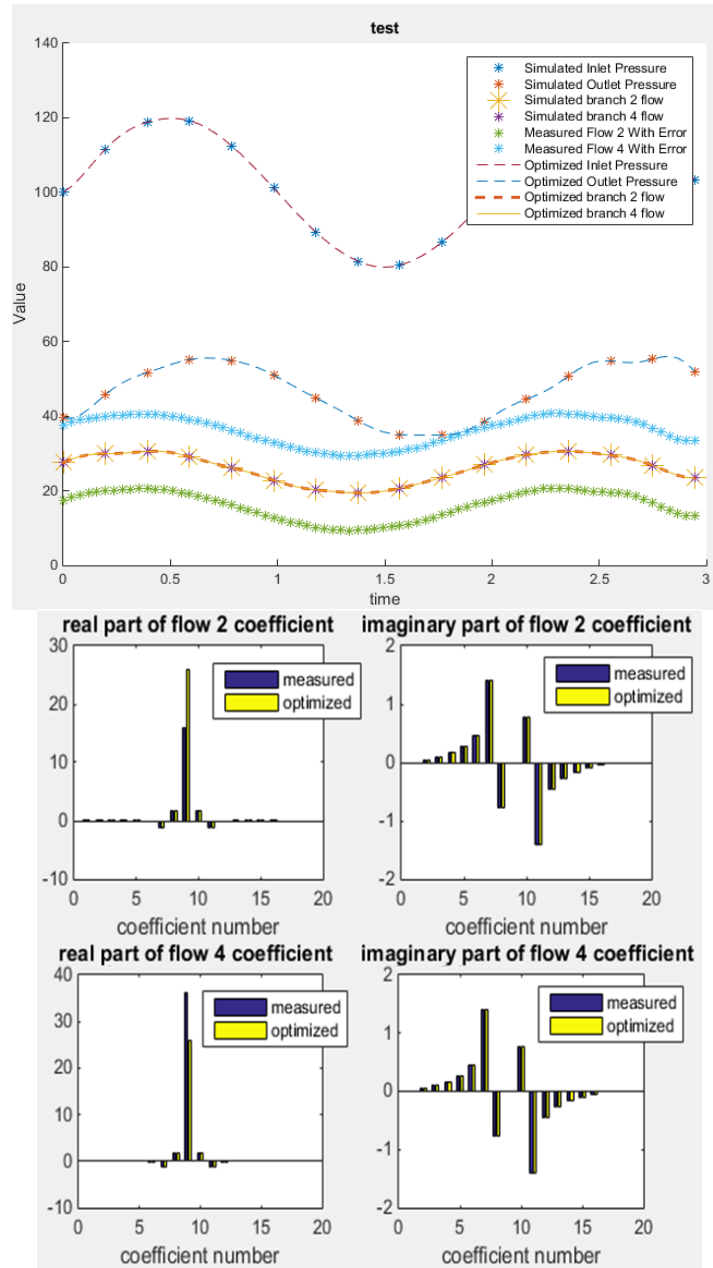 test
140
120
100
80
60
40
20
0
Value
0
0.5
1
1.5
2
2.5
3
time
Simulated Inlet Pressure
Simulated Outlet Pressure
Simulated branch 2 flow
Simulated branch 4 flow
Measured Flow 2 With Error
Measured Flow 4 With Error
Optimized Inlet Pressure
Optimized Outlet Pressure
Optimized branch 2 flow
Optimized branch 4 flow
real part of flow 2 coefficient
30
20
10
0
-10
0
10
20
measured
optimized
coefficient number
imaginary part of flow 2 coefficient
2
1
0
-1
-2
0
5
10
15
20
measured
optimized
coefficient number
real part of flow 4 coefficient
40
30
20
10
0
-10
0
5
10
15
20
measured
optimized
coefficient number
imaginary part of flow 4 coefficient
2
1
0
-1
-2
0
5
10
15
20
measured
optimized
coefficient number